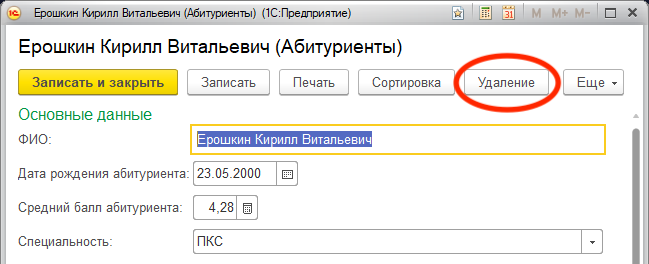 Ерошкин Кирилл Витальевич (Абитуриенты) (1С:Предприятие)
31 M M+ M-
Ерошкин Кирилл Витальевич (Абитуриенты)
Записать и закрыть Записать Печать Сортировка Удаление Еще
Основные данные
ФИО: Ерошкин Кирилл Витальевич
Дата рождения абитуриента: 23.05.2000
Средний балл абитуриента: 4,28
Специальность: ПКС